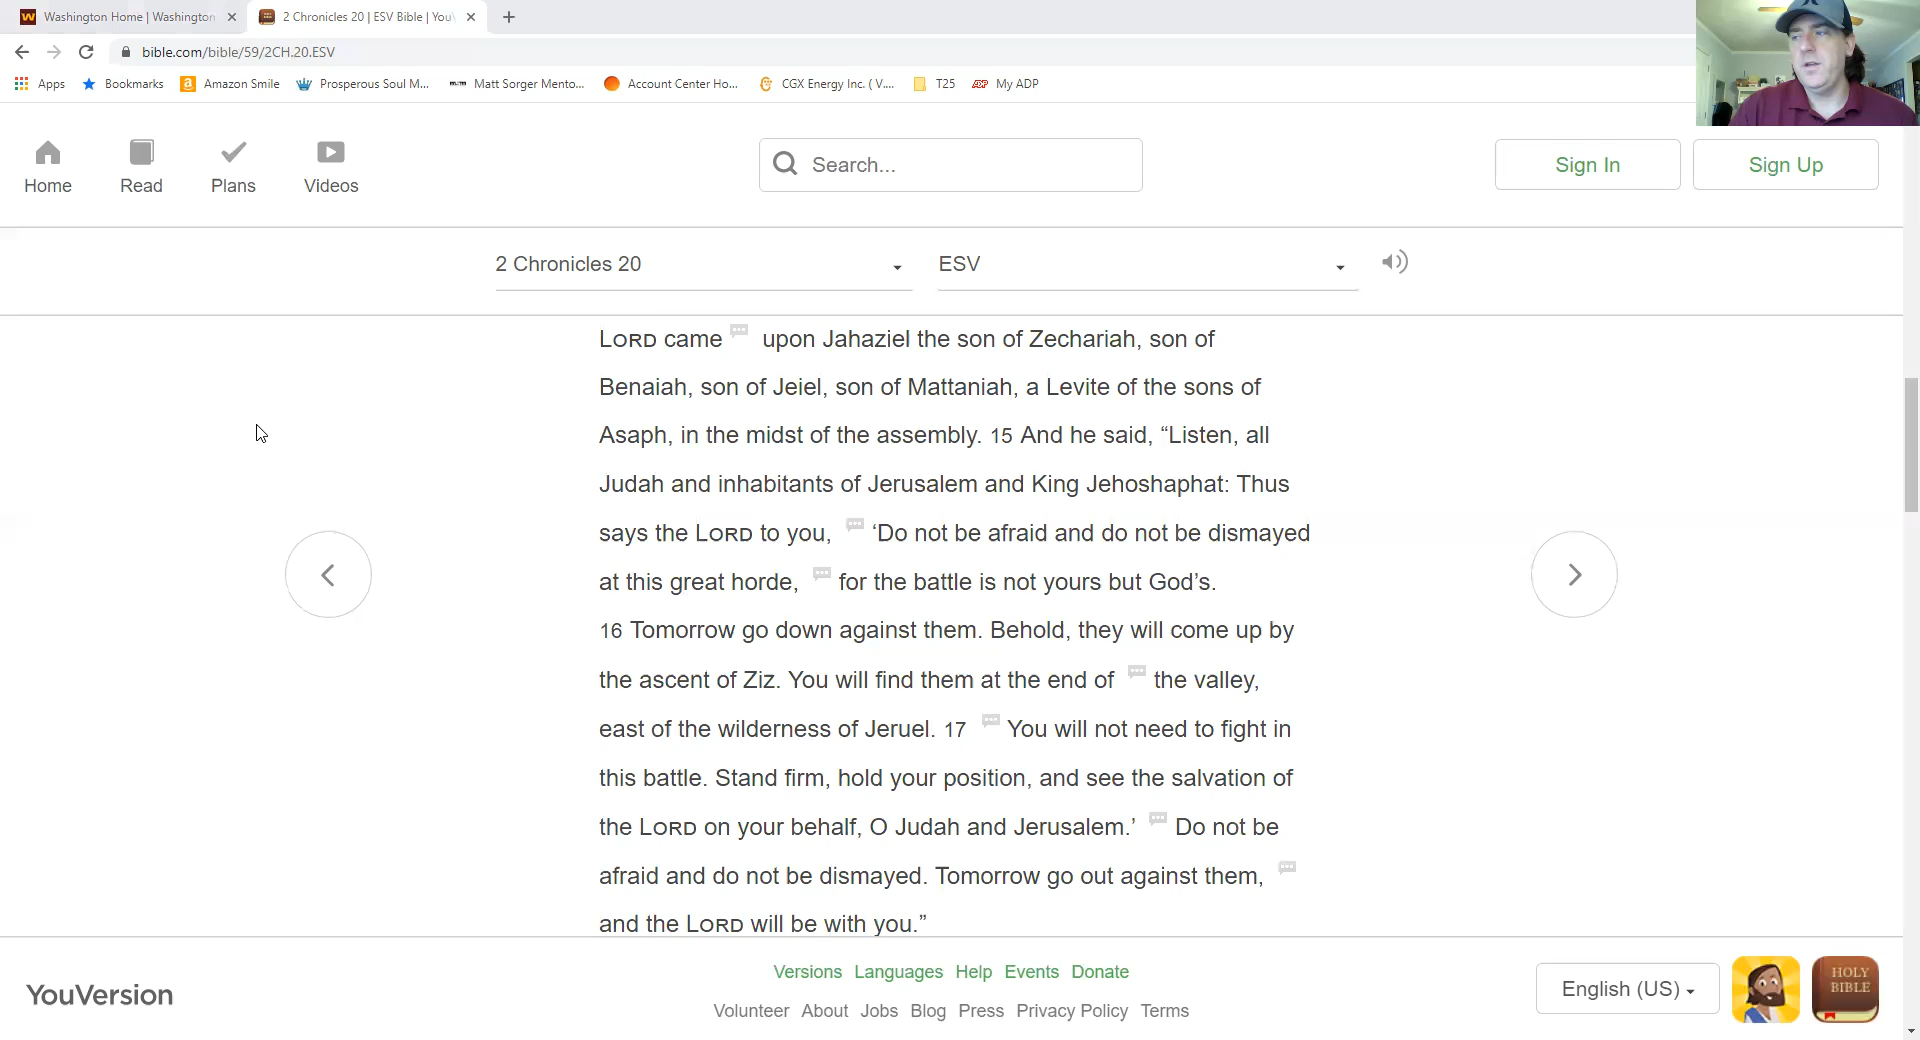 Washington Home | Washington
2 Chronicles 20 | ESV Bible | You
bible.com/bible/59/2CH.20.ESV
Apps Bookmarks Amazon Smile Prosperous Soul M... Matt Sorger Mento... Account Center Ho... CGX Energy Inc. ( V.... T25 My ADP
Home Read Plans Videos
Search...
Sign In Sign Up
2 Chronicles 20 ESV
LORD came upon Jahaziel the son of Zechariah, son of
Benaiah, son of Jeiel, son of Mattaniah, a Levite of the sons of
Asaph, in the midst of the assembly. 15 And he said, “Listen, all
Judah and inhabitants of Jerusalem and King Jehoshaphat: Thus
says the LORD to you, ‘Do not be afraid and do not be dismayed
at this great horde, for the battle is not yours but God’s.
16 Tomorrow go down against them. Behold, they will come up by
the ascent of Ziz. You will find them at the end of the valley,
east of the wilderness of Jeruel. 17 You will not need to fight in
this battle. Stand firm, hold your position, and see the salvation of
the LORD on your behalf, O Judah and Jerusalem.’ Do not be
afraid and do not be dismayed. Tomorrow go out against them,
and the LORD will be with you.”
Versions Languages Help Events Donate
YouVersion
Volunteer About Jobs Blog Press Privacy Policy Terms
English (US)
HOLY
BIBLE